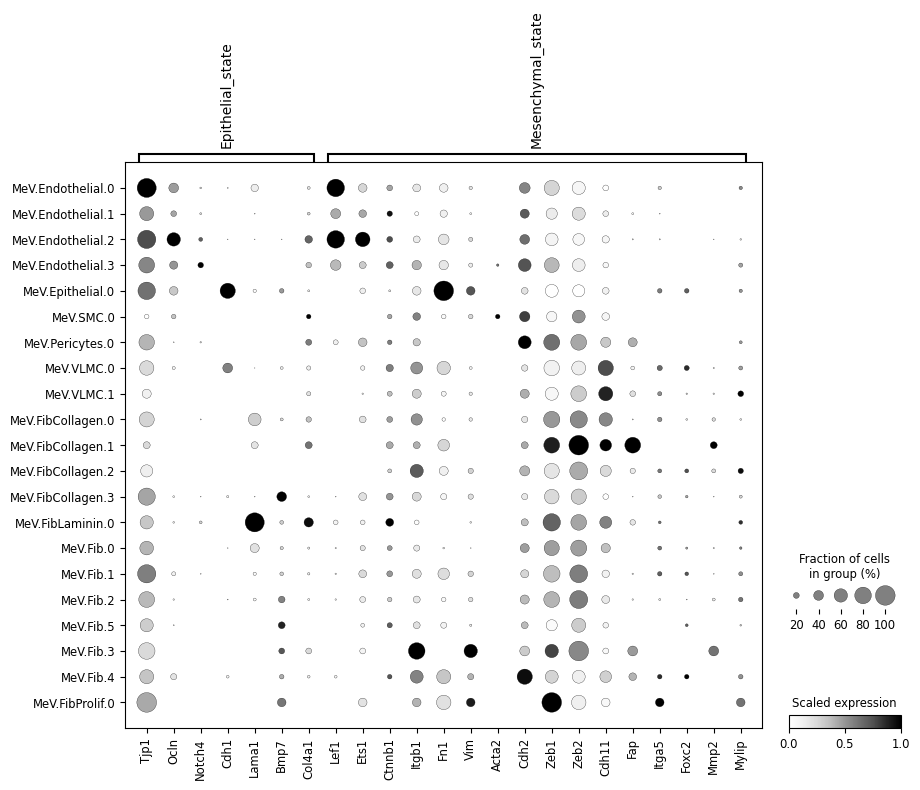 Epithelial_state
Mesenchymal_state
MeV.Endothelial.0
MeV.Endothelial.1
MeV.Endothelial.2
MeV.Endothelial.3
MeV.Epithelial.0
MeV.SMC.0
MeV.Pericytes.0
MeV.VLMC.0
MeV.VLMC.1
MeV.FibCollagen.0
MeV.FibCollagen.1
MeV.FibCollagen.2
MeV.FibCollagen.3
MeV.FibLaminin.0
MeV.Fib.0
MeV.Fib.1
MeV.Fib.2
MeV.Fib.5
MeV.Fib.3
MeV.Fib.4
MeV.FibProlif.0
Tjp1
Ocln
Notch4
Cdh1
Lama1
Bmp7
Col4a1
Lef1
Ets1
Ctnnb1
Itgb1
Fn1
Vim
Acta2
Cdh2
Zeb1
Zeb2
Cdh11
Fap
Itga5
Foxc2
Mmp2
Mylip
Fraction of cells
in group (%)
20 40 60 80 100
Scaled expression
0.0 0.5 1.0